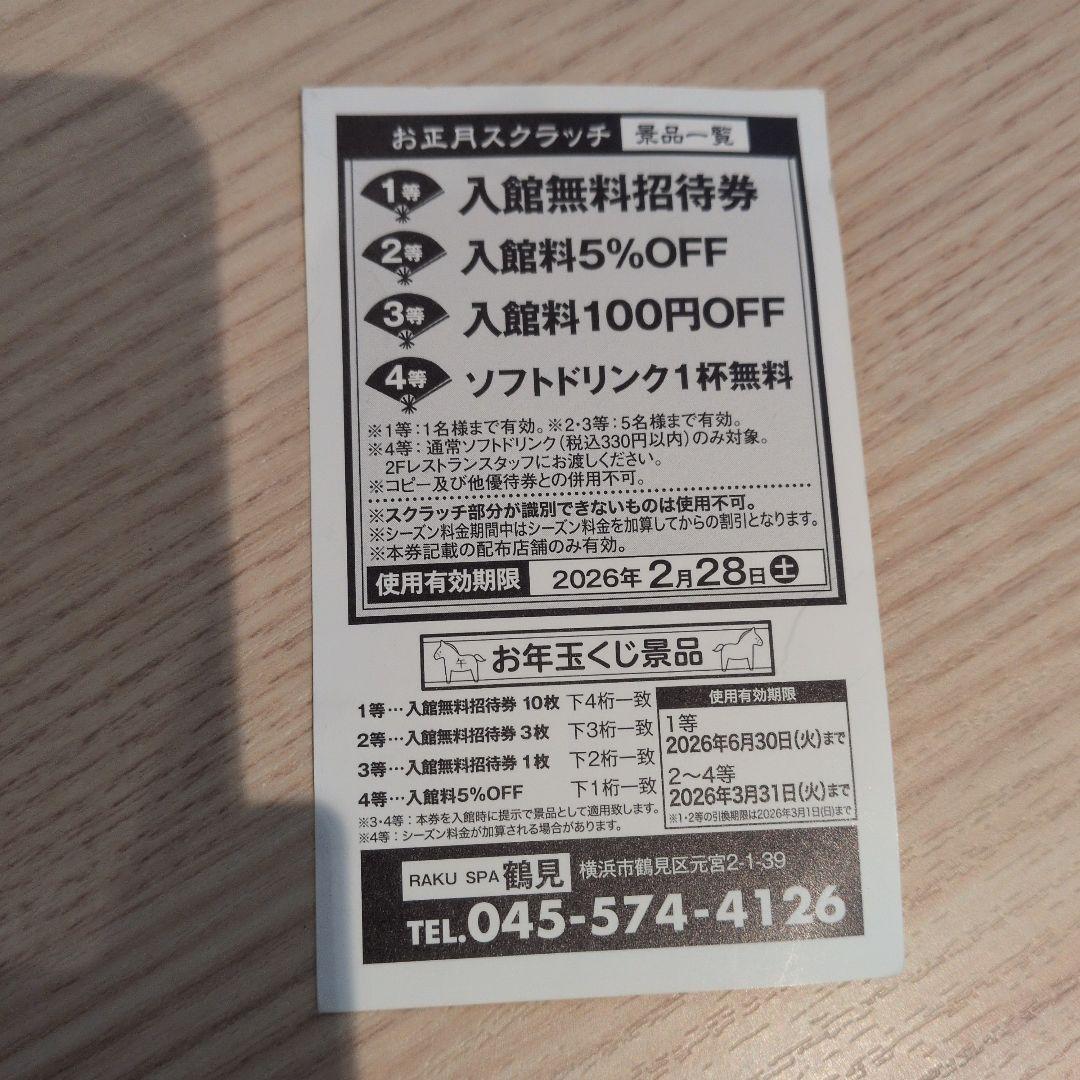 お正月スクラッチ 景品一覧
1等 入館無料招待券
2等 入館料5%OFF
3等 入館料100円OFF
4等 ソフトドリンク1杯無料
※1等:1名様まで有効。※2・3等:5名様まで有効。
※4等:通常ソフトドリンク(税込330円以内)のみ対象。
2Fレストランスタッフにお渡しください。
※コピー及び他優待券との併用不可。
※スクラッチ部分が識別できないものは使用不可。
※シーズン料金期間中はシーズン料金を加算してからの割引となります。
※本券記載の配布店舗のみ有効。
使用有効期限 2026年2月28日土
午 お年玉くじ景品
1等…入館無料招待券 10枚 下4桁一致
2等…入館無料招待券 3枚 下3桁一致
3等…入館無料招待券 1枚 下2桁一致
4等…入館料5%OFF 下1桁一致
※3・4等:本券を入館時に提示で景品として適用致します。
※4等:シーズン料金が加算される場合があります。
使用有効期限
1等
2026年6月30日(火)まで
2〜4等
2026年3月31日(火)まで
※1・2等の引換期限は2026年3月1日(日)まで
RAKU SPA 鶴見 横浜市鶴見区元宮2-1-39
TEL.045-574-4126